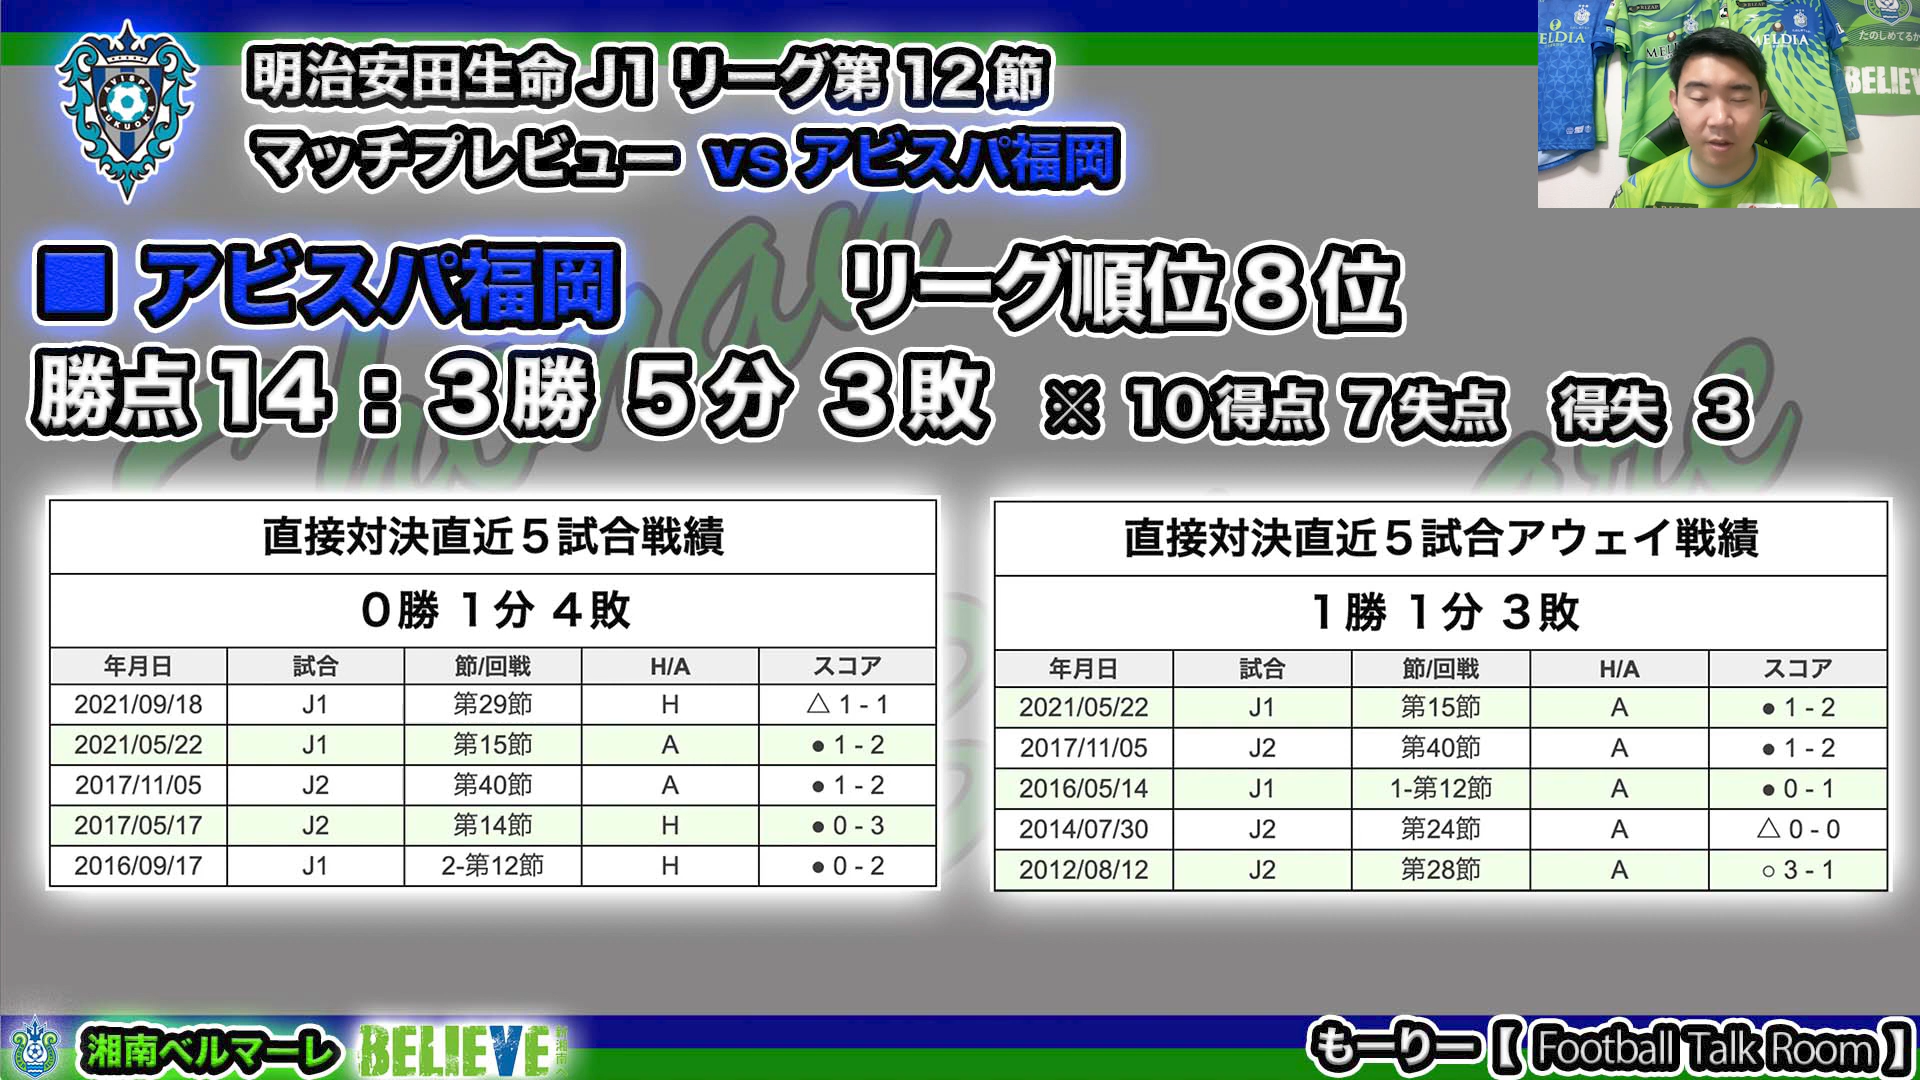 明治安田生命J1リーグ第12節
マッチプレビュー vsアビスパ福岡
AVISPA
FUKUOKA
MELDIA
たのしめてるか
BELIEVE
■ アビスパ福岡 リーグ順位8位
勝点14:3勝 5分 3敗 ※ 10得点 7失点 得失 3
直接対決直近5試合戦績
0勝 1分 4敗
年月日 試合 節/回戦 H/A スコア
2021/09/18 J1 第29節 H △ 1 - 1
2021/05/22 J1 第15節 A ● 1 - 2
2017/11/05 J2 第40節 A ● 1 - 2
2017/05/17 J2 第14節 H ● 0 - 3
2016/09/17 J1 2-第12節 H ● 0 - 2
直接対決直近5試合アウェイ戦績
1勝 1分 3敗
年月日 試合 節/回戦 H/A スコア
2021/05/22 J1 第15節 A ● 1 - 2
2017/11/05 J2 第40節 A ● 1 - 2
2016/05/14 J1 1-第12節 A ● 0 - 1
2014/07/30 J2 第24節 A △ 0 - 0
2012/08/12 J2 第28節 A ○ 3 - 1
湘南ベルマーレ BELIEVE
もーりー【 Football Talk Room 】